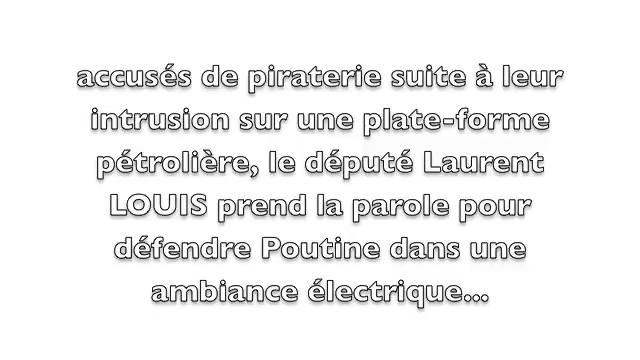 accusés de piraterie suite à leur
intrusion sur une plate-forme
pétrolière, le député Laurent
LOUIS prend la parole pour
défendre Poutine dans une
ambiance électrique...